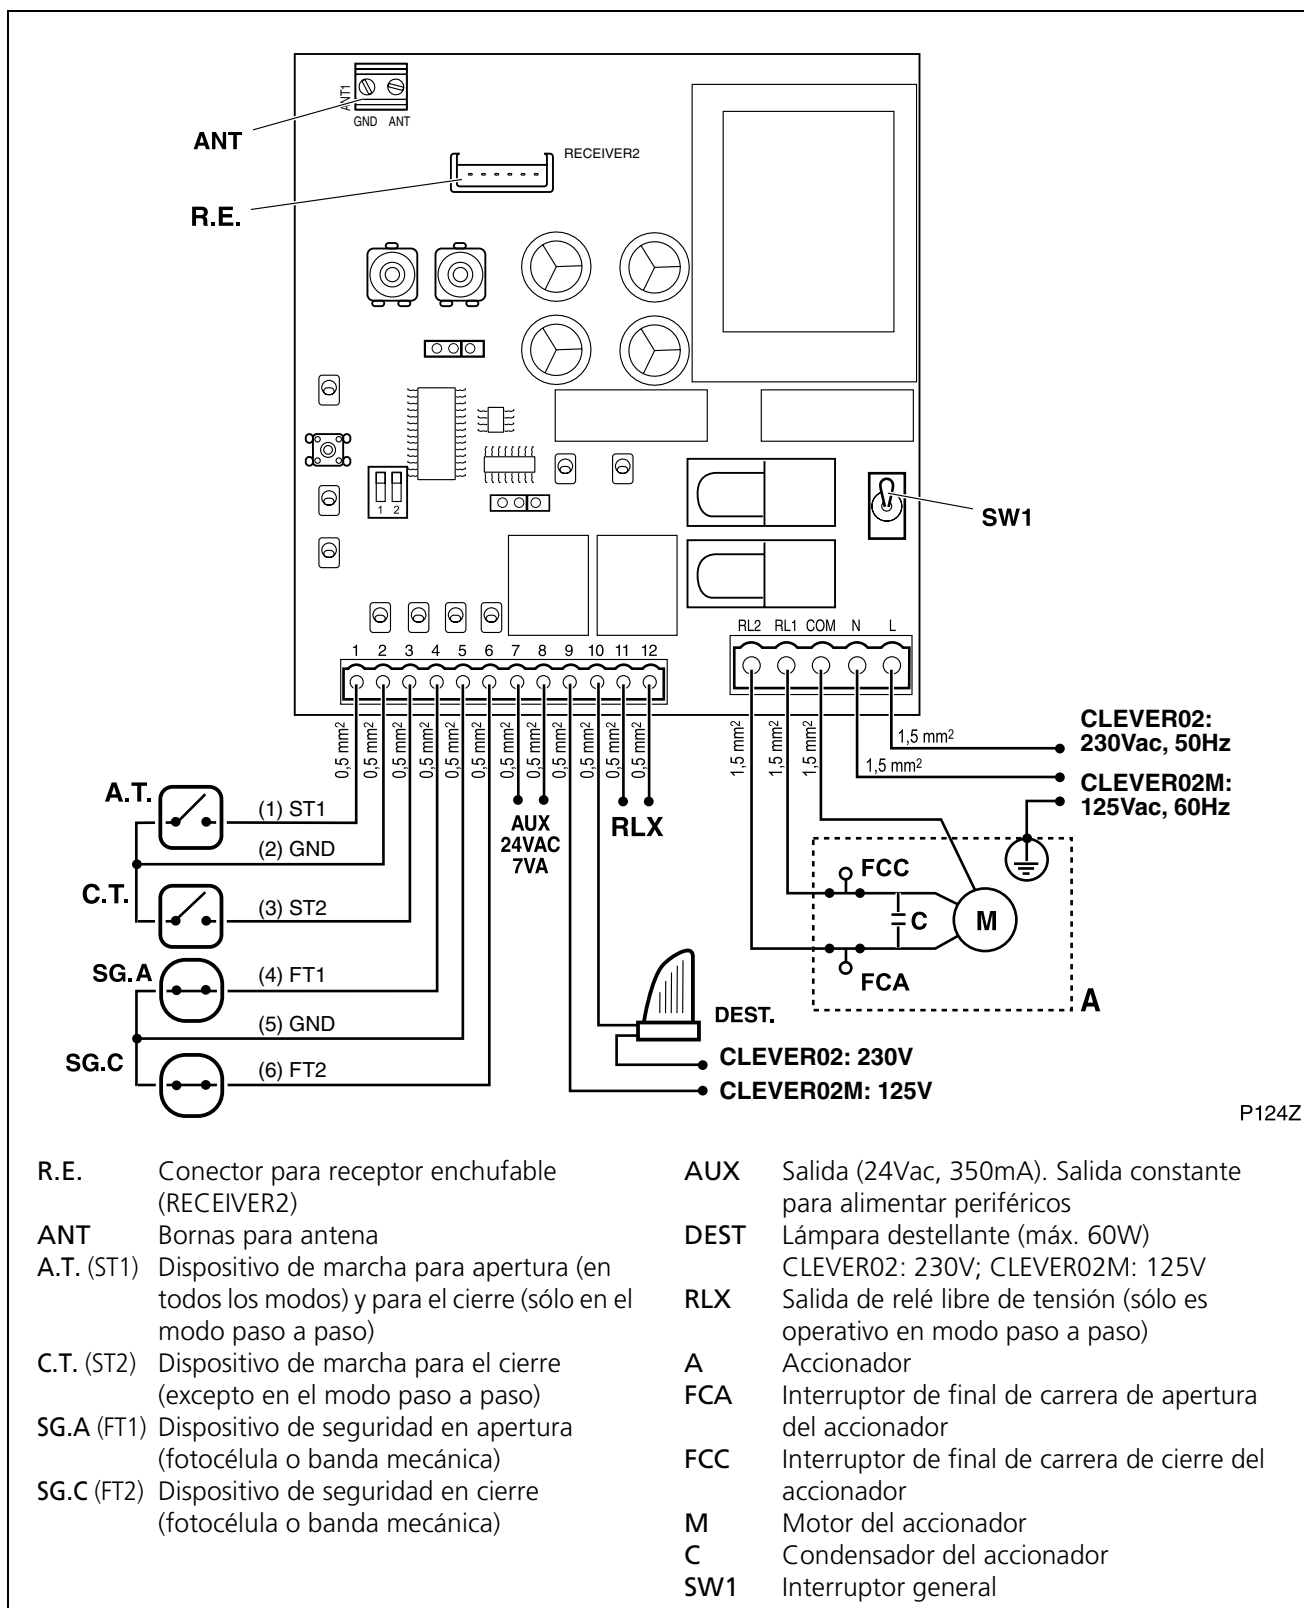 ANT1
GND ANT
ANT
RECEIVER2
R.E.
1 2
SW1
RL2 RL1 COM N L
1 2 3 4 5 6 7 8 9 10 11 12
0,5 mm²
0,5 mm²
0,5 mm²
0,5 mm²
0,5 mm²
0,5 mm²
0,5 mm²
0,5 mm²
0,5 mm²
0,5 mm²
0,5 mm²
0,5 mm²
1,5 mm²
1,5 mm²
1,5 mm²
1,5 mm²
1,5 mm²
CLEVER02:
230Vac, 50Hz
CLEVER02M:
125Vac, 60Hz
A.T.
(1) ST1
(2) GND
C.T.
(3) ST2
SG.A
(4) FT1
(5) GND
SG.C
(6) FT2
AUX
24VAC
7VA
RLX
FCC
C
M
FCA
A
DEST.
CLEVER02: 230V
CLEVER02M: 125V
P124Z
R.E. Conector para receptor enchufable
(RECEIVER2)
ANT Bornas para antena
A.T. (ST1) Dispositivo de marcha para apertura (en
todos los modos) y para el cierre (sólo en el
modo paso a paso)
C.T. (ST2) Dispositivo de marcha para el cierre
(excepto en el modo paso a paso)
SG.A (FT1) Dispositivo de seguridad en apertura
(fotocélula o banda mecánica)
SG.C (FT2) Dispositivo de seguridad en cierre
(fotocélula o banda mecánica)
AUX Salida (24Vac, 350mA). Salida constante
para alimentar periféricos
DEST Lámpara destellante (máx. 60W)
CLEVER02: 230V; CLEVER02M: 125V
RLX Salida de relé libre de tensión (sólo es
operativo en modo paso a paso)
A Accionador
FCA Interruptor de final de carrera de apertura
del accionador
FCC Interruptor de final de carrera de cierre del
accionador
M Motor del accionador
C Condensador del accionador
SW1 Interruptor general